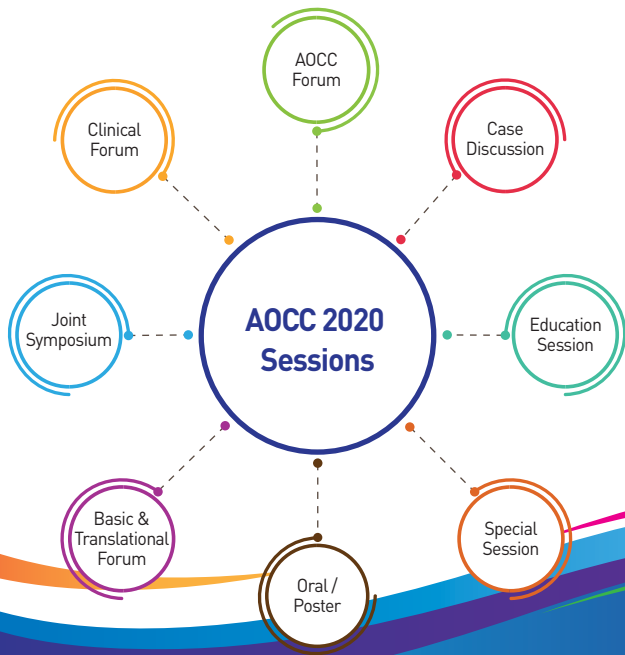 AOCC
Forum
Clinical
Forum
Case
Discussion
AOCC 2020
Sessions
Joint
Symposium
Education
Session
Basic &
Translational
Forum
Special
Session
Oral /
Poster